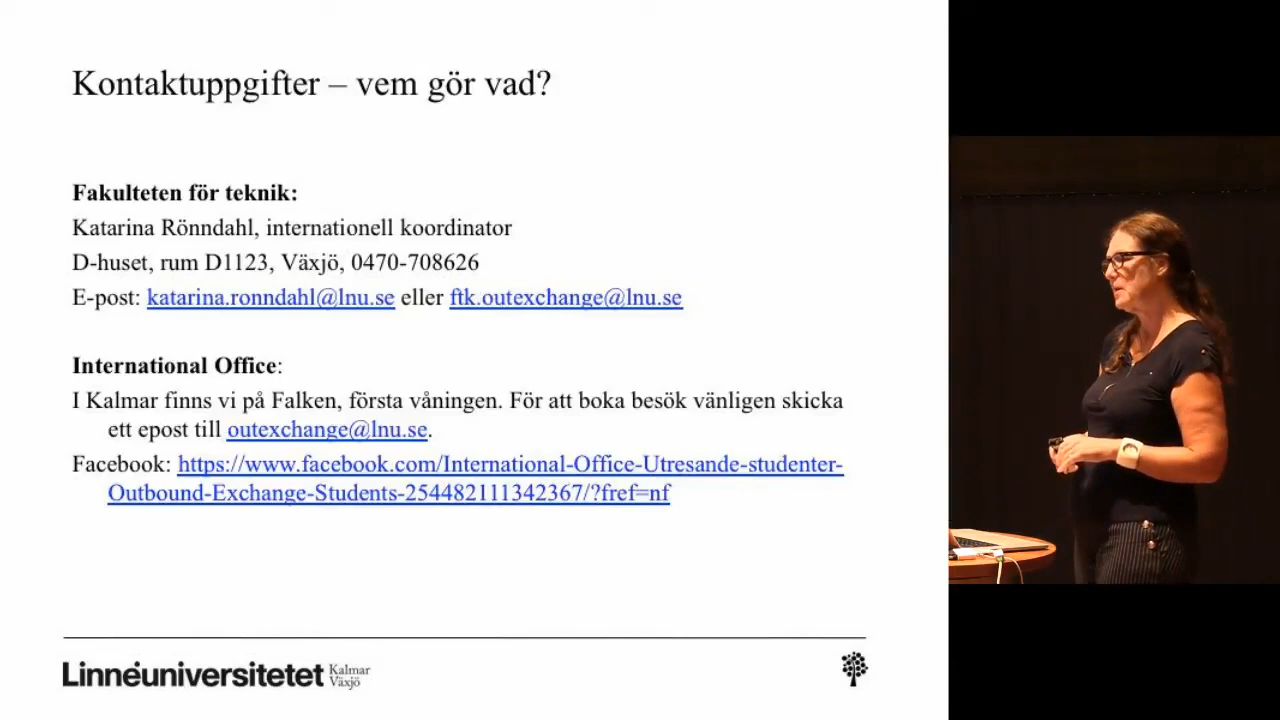 Kontaktuppgifter – vem gör vad?
Fakulteten för teknik:
Katarina Rönndahl, internationell koordinator
D-huset, rum D1123, Växjö, 0470-708626
E-post: katarina.ronndahl@lnu.se eller ftk.outexchange@lnu.se
International Office:
I Kalmar finns vi på Falken, första våningen. För att boka besök vänligen skicka
ett epost till outexchange@lnu.se.
Facebook: https://www.facebook.com/International-Office-Utresande-studenter-
Outbound-Exchange-Students-254482111342367/?fref=nf
Linnéuniversitetet
Kalmar
Växjö